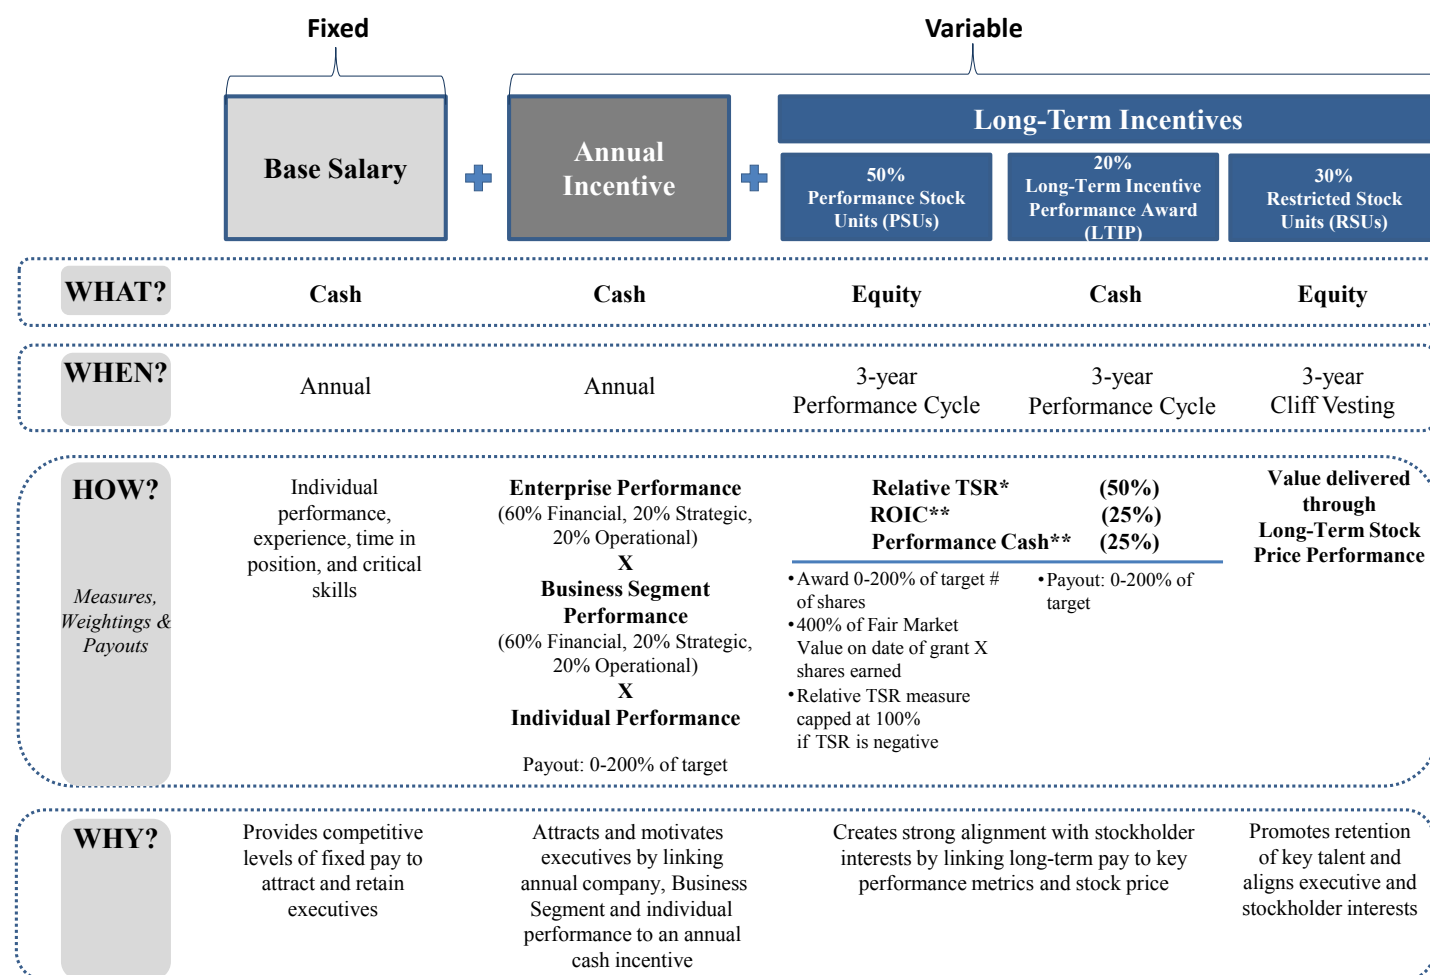 Fixed
Variable
Base Salary
Annual
Incentive
Long-Term Incentives
50%
Performance Stock
Units (PSUs)
20%
Long-Term Incentive
Performance Award
(LTIP)
30%
Restricted Stock
Units (RSUs)
WHAT?
Cash
Cash
Equity
Cash
Equity
WHEN?
Annual
Annual
3-year
Performance Cycle
3-year
Performance Cycle
3-year
Cliff Vesting
HOW?
Measures,
Weightings &
Payouts
Individual
performance,
experience, time in
position, and critical
skills
Enterprise Performance
(60% Financial, 20% Strategic,
20% Operational)
X
Business Segment
Performance
(60% Financial, 20% Strategic,
20% Operational)
X
Individual Performance
Payout: 0-200% of target
Relative TSR* (50%)
ROIC** (25%)
Performance Cash** (25%)
•Award 0-200% of target #
of shares
•400% of Fair Market
Value on date of grant X
shares earned
•Relative TSR measure
capped at 100%
if TSR is negative
•Payout: 0-200% of
target
Value delivered
through
Long-Term Stock
Price Performance
WHY?
Provides competitive
levels of fixed pay to
attract and retain
executives
Attracts and motivates
executives by linking
annual company, Business
Segment and individual
performance to an annual
cash incentive
Creates strong alignment with stockholder
interests by linking long-term pay to key
performance metrics and stock price
Promotes retention
of key talent and
aligns executive and
stockholder interests